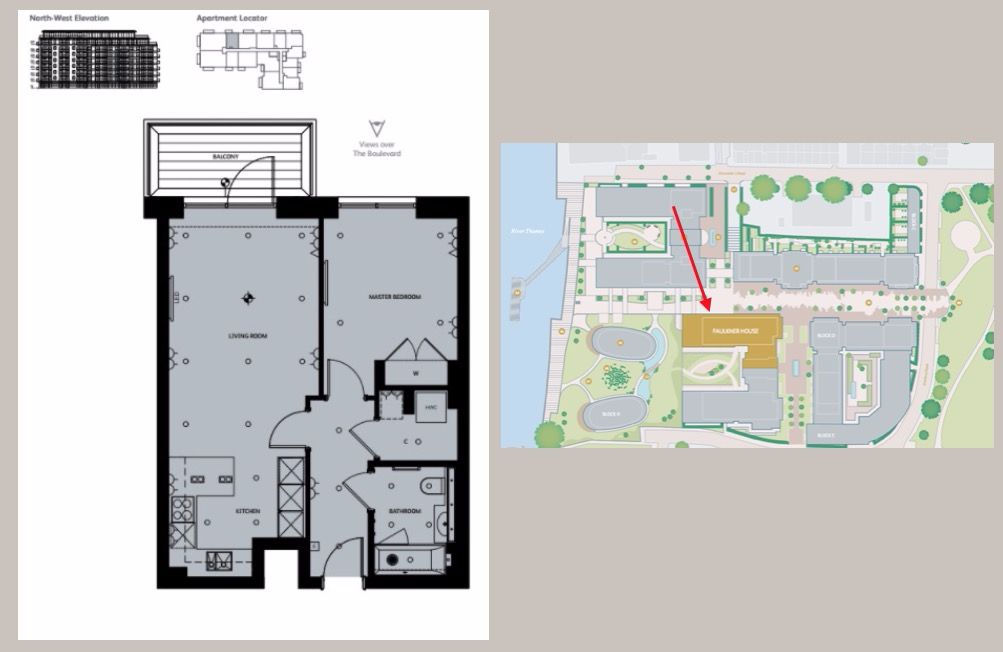 North-West Elevation
Apartment Locator
BALCONY
Views over
The Boulevard
LED
LIVING ROOM
MASTER BEDROOM
W
HWC
C
KITCHEN
BATHROOM
River Thames
FAULKNER HOUSE
BLOCK D
BLOCK H